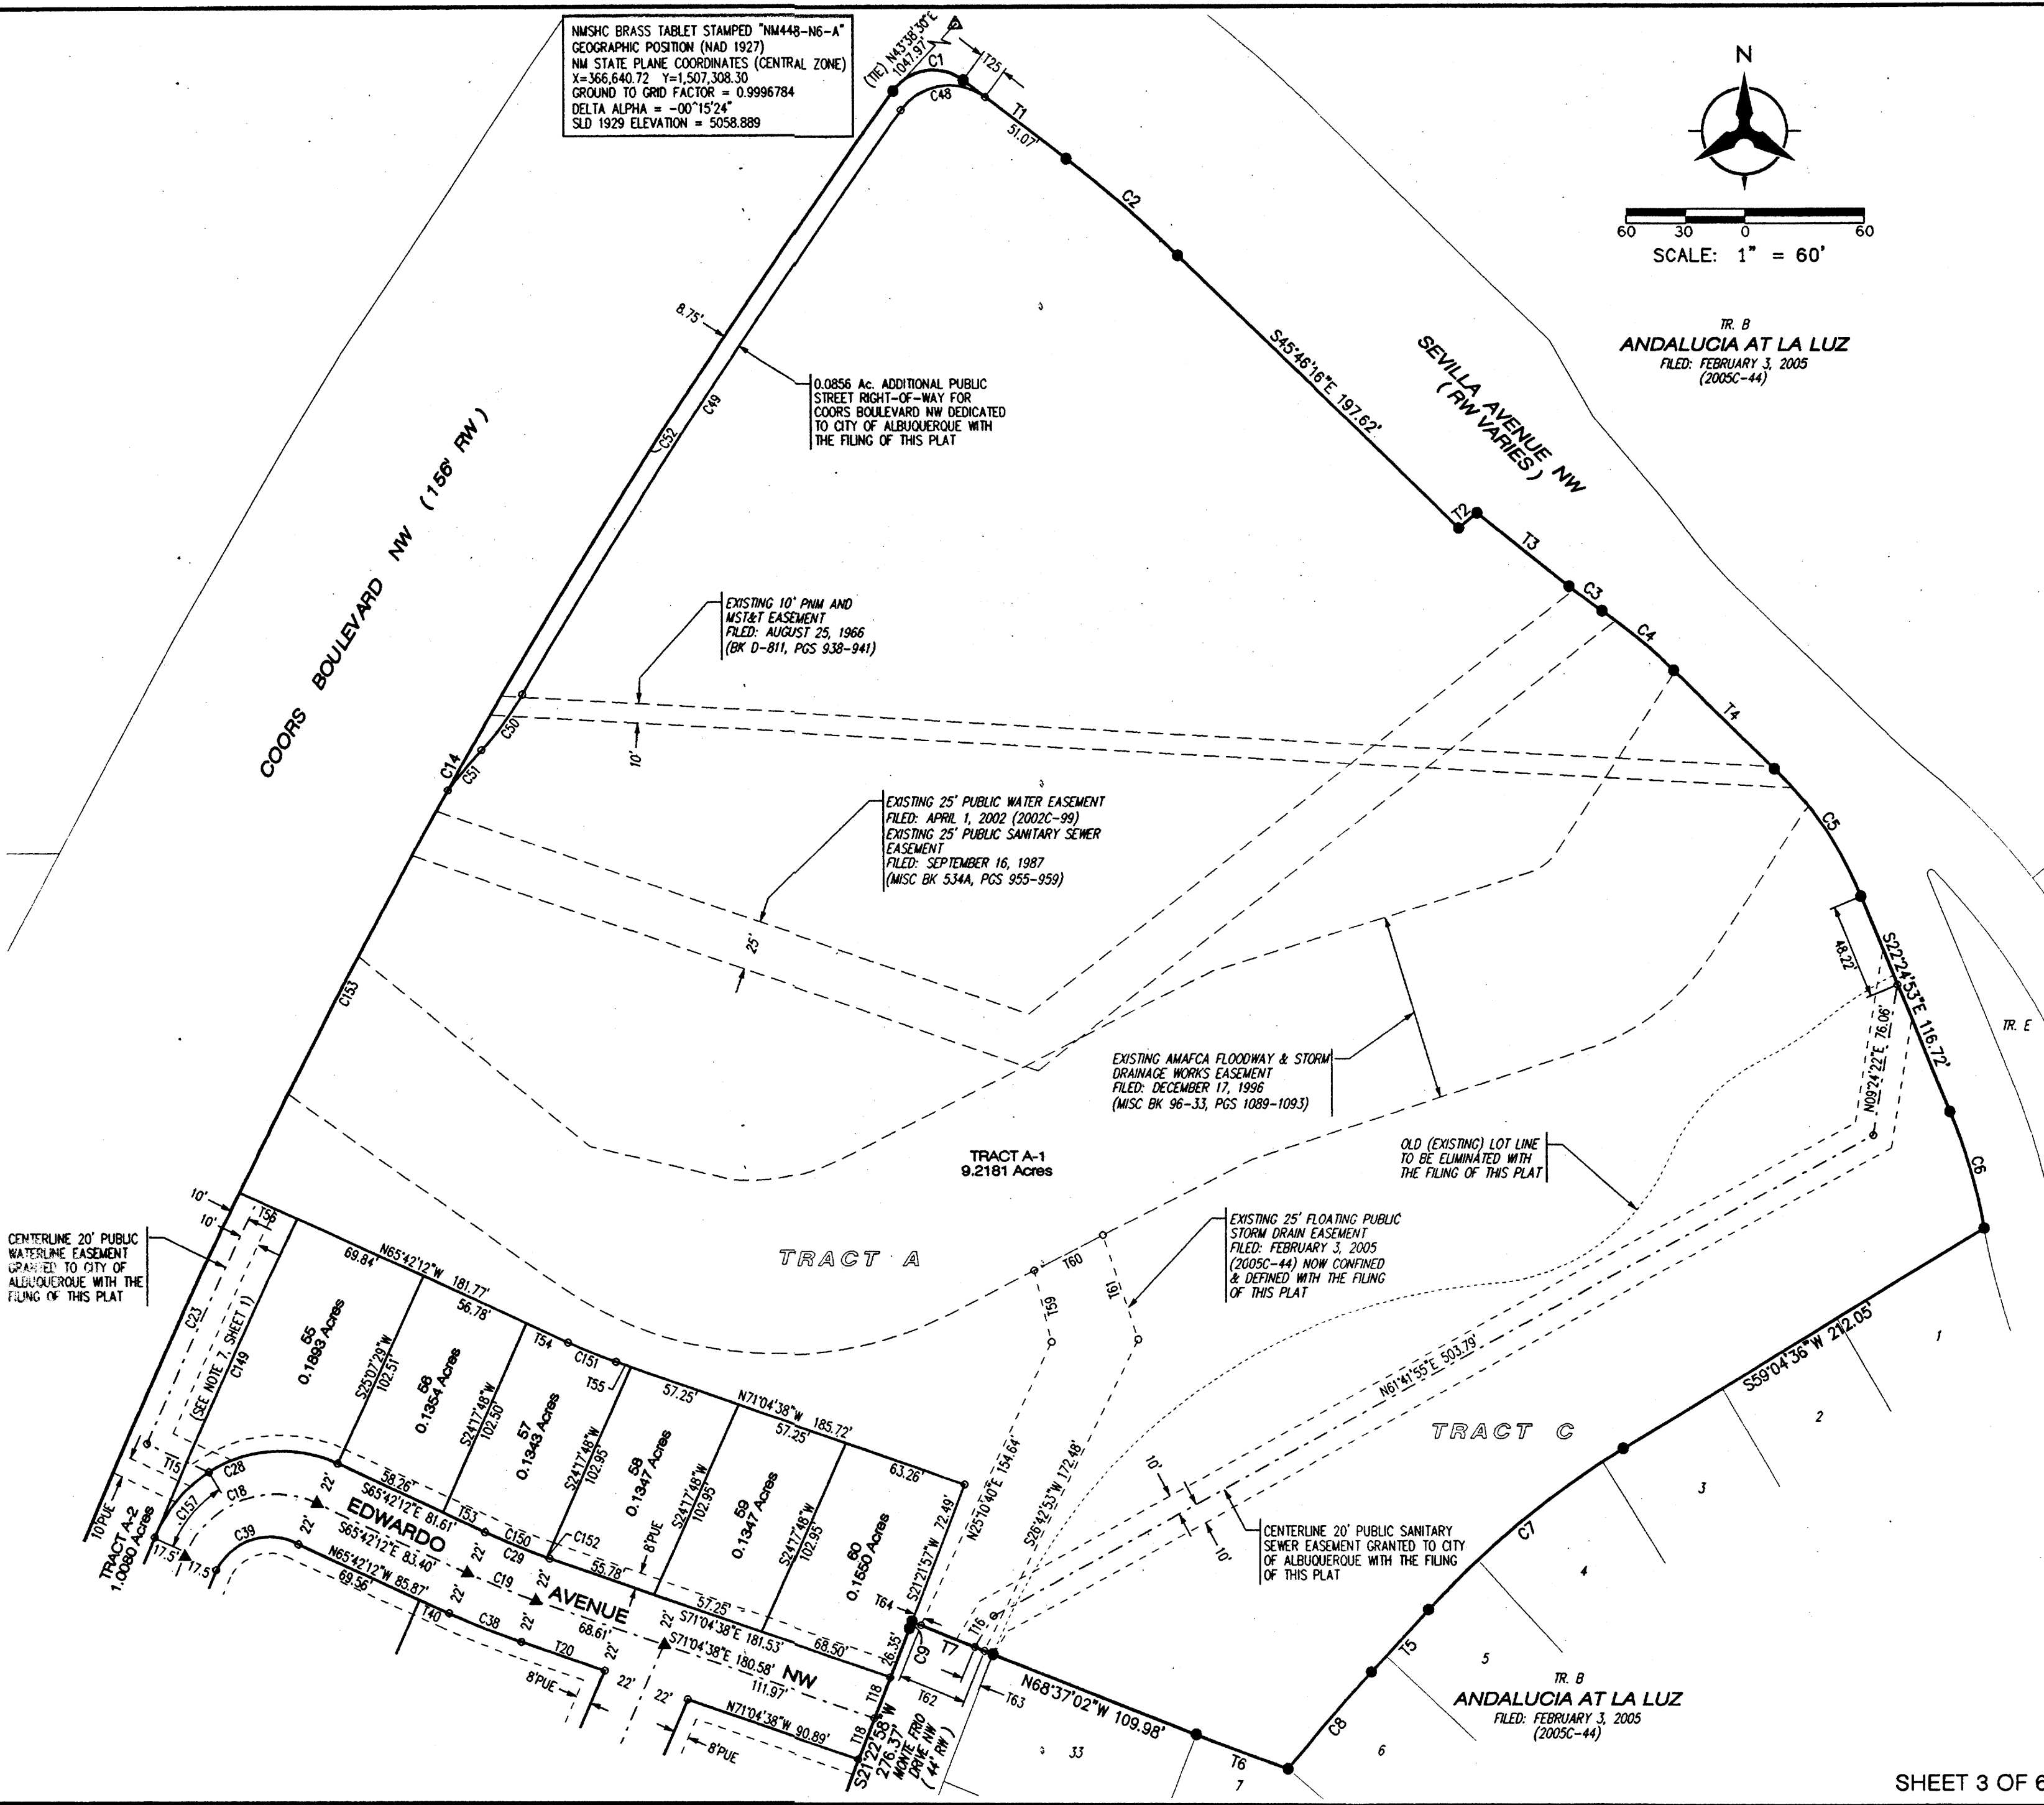 NMSHC BRASS TABLET STAMPED "NM448-N6-A"
GEOGRAPHIC POSITION (NAD 1927)
NM STATE PLANE COORDINATES (CENTRAL ZONE)
X=366,640.72 Y=1,507,308.30
GROUND TO GRID FACTOR = 0.9996784
DELTA ALPHA = -00^15'24"
SLD 1929 ELEVATION = 5058.889
(TIE) N43°38'30"E
1047.97'
C1
T25
C48
T1
51.07'
C2
N
60 30 0 60
SCALE: 1" = 60'
TR. B
ANDALUCIA AT LA LUZ
FILED: FEBRUARY 3, 2005
(2005C-44)
SEVILLA AVENUE NW
(RW VARIES)
S45°46'16"E 197.62'
8.75'
C49
C52
0.0856 Ac. ADDITIONAL PUBLIC
STREET RIGHT-OF-WAY FOR
COORS BOULEVARD NW DEDICATED
TO CITY OF ALBUQUERQUE WITH
THE FILING OF THIS PLAT
COORS BOULEVARD NW (156' RW)
T2
T3
C3
C4
T4
C5
EXISTING 10' PNM AND
MST&T EASEMENT
FILED: AUGUST 25, 1966
(BK D-811, PGS 938-941)
10'
C50
C51
C14
EXISTING 25' PUBLIC WATER EASEMENT
FILED: APRIL 1, 2002 (2002C-99)
EXISTING 25' PUBLIC SANITARY SEWER
EASEMENT
FILED: SEPTEMBER 16, 1987
(MISC BK 534A, PGS 955-959)
25'
C153
48.22'
S22°24'53"E 116.72'
N09°24'22"E 76.06'
TR. E
C6
EXISTING AMAFCA FLOODWAY & STORM
DRAINAGE WORKS EASEMENT
FILED: DECEMBER 17, 1996
(MISC BK 96-33, PGS 1089-1093)
OLD (EXISTING) LOT LINE
TO BE ELIMINATED WITH
THE FILING OF THIS PLAT
TRACT A-1
9.2181 Acres
EXISTING 25' FLOATING PUBLIC
STORM DRAIN EASEMENT
FILED: FEBRUARY 3, 2005
(2005C-44) NOW CONFINED
& DEFINED WITH THE FILING
OF THIS PLAT
TRACT A
T60
T59
T61
CENTERLINE 20' PUBLIC
WATERLINE EASEMENT
GRANTED TO CITY OF
ALBUQUERQUE WITH THE
FILING OF THIS PLAT
10'
10'
T56
C23
(SEE NOTE 7, SHEET 1)
C149
69.84'
N65°42'12"W 181.77'
56.78'
T54
C151
T55
57.25'
N71°04'38"W 185.72'
57.25'
63.26'
55
0.1893 Acres
S25°07'29"W
102.51'
56
0.1354 Acres
S24°17'48"W
102.50'
57
0.1343 Acres
S24°17'48"W
102.95'
58
0.1347 Acres
S24°17'48"W
102.95'
59
0.1347 Acres
S24°17'48"W
102.95'
60
0.1550 Acres
S21°21'57"W 72.49'
N25°10'40"E 154.64'
S26°42'53"W 172.48'
N61°41'55"E 503.79'
S59°04'36"W 212.05'
TRACT C
1
2
3
4
5
6
7
33
C7
T5
C8
T6
10'
10'
CENTERLINE 20' PUBLIC SANITARY
SEWER EASEMENT GRANTED TO CITY
OF ALBUQUERQUE WITH THE FILING
OF THIS PLAT
T15
C28
C18
C157
C39
17.5'
17.5'
10'PUE
TRACT A-2
1.0080 Acres
22'
58.26'
S65°42'12"E 81.61'
T53
EDWARDO
S65°42'12"E 83.40'
22'
N65°42'12"W 85.87'
69.56'
T40
22'
C150
C29
C152
C19
22'
22'
C38
T20
22'
22'
22'
22'
55.78'
8'PUE
AVENUE
68.61'
57.25'
S71°04'38"E 181.53'
68.50'
S71°04'38"E 180.58'
111.97'
NW
8'PUE
8'PUE
N71°04'38"W 90.89'
T18
T18
26.35'
T64
C9
T7
T16
T62
T63
S21°22'58"W
276.37'
MONTE FRIO
DRIVE NW
(44' RW)
N68°37'02"W 109.98'
TR. B
ANDALUCIA AT LA LUZ
FILED: FEBRUARY 3, 2005
(2005C-44)
SHEET 3 OF 6